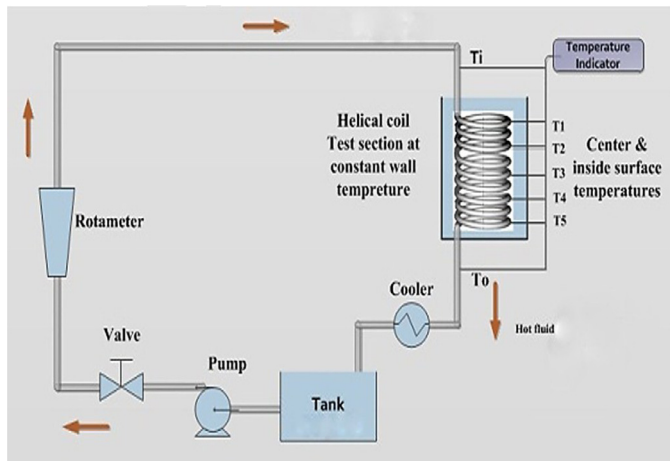 Ti
Temperature
Indicator
Helical coil
Test section at
constant wall
tempreture
T1
T2
T3
T4
T5
Center &
inside surface
temperatures
Rotameter
To
Cooler
Hot fluid
Valve
Pump
Tank